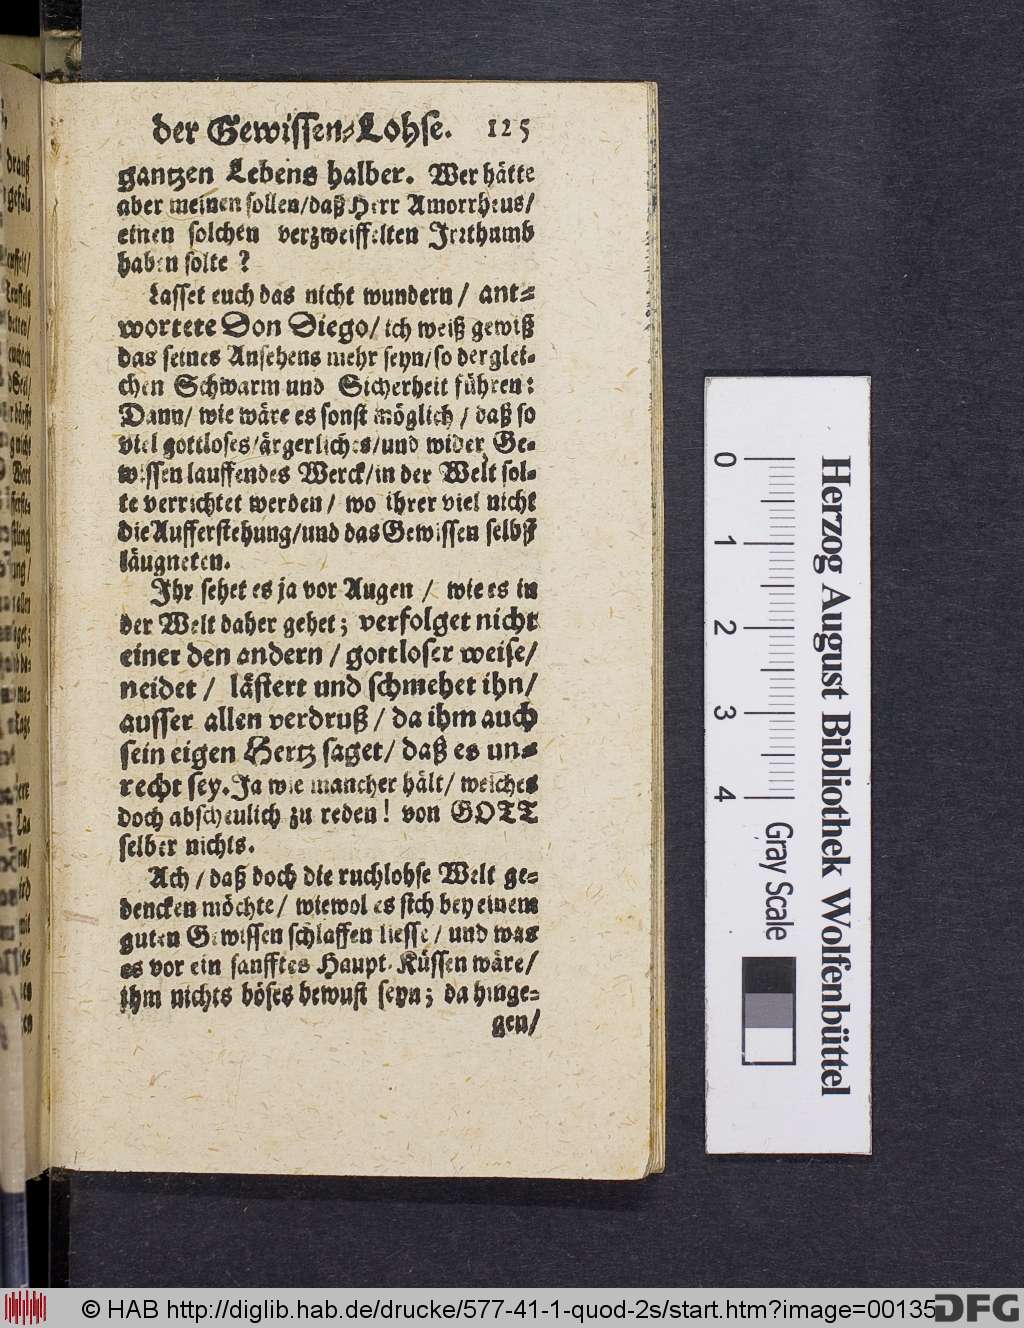 der Gewissen-Lohse. 125
gantzen Lebens halber. Wer hätte
aber meinen sollen/daß Herr Amorrheus/
einen solchen verzweiffelten Irrthumb
haben solte ?
Lasset euch das nicht wundern/ ant-
wortete Don Diego/ ich weiß gewiß
das seines Ansehens mehr seyn/so derglei-
chen Schwarm und Sicherheit führen:
Dann/ wie wäre es sonst möglich / daß so
viel gottloses/ärgerliches/und wider Ge-
wissen lauffendes Werck/in der Welt sol-
te verrichtet werden / wo ihrer viel nicht
die Aufferstehung/und das Gewissen selbst
läugneten.
Ihr sehet es ja vor Augen / wie es in
der Welt daher gehet; verfolget nicht
einer den andern / gottloser weise/
neidet / lästert und schmehet ihn/
ausser allen verdruß / da ihm auch
sein eigen Hertz saget/ daß es un-
recht sey. Ja wie mancher hält/ welches
doch abscheulich zu reden! von GOTT
selber nichts.
Ach / daß doch die ruchlohse Welt ge-
dencken möchte/ wiewol es sich bey einem
guten Gewissen schlaffen liesse / und was
es vor ein sanfftes Haupt-Küssen wäre/
ihm nichts böses bewust seyn; da hinge-
gen/
0
1
2
3
4
Gray Scale
Herzog August Bibliothek Wolfenbüttel
© HAB http://diglib.hab.de/drucke/577-41-1-quod-2s/start.htm?image=00135
DFG